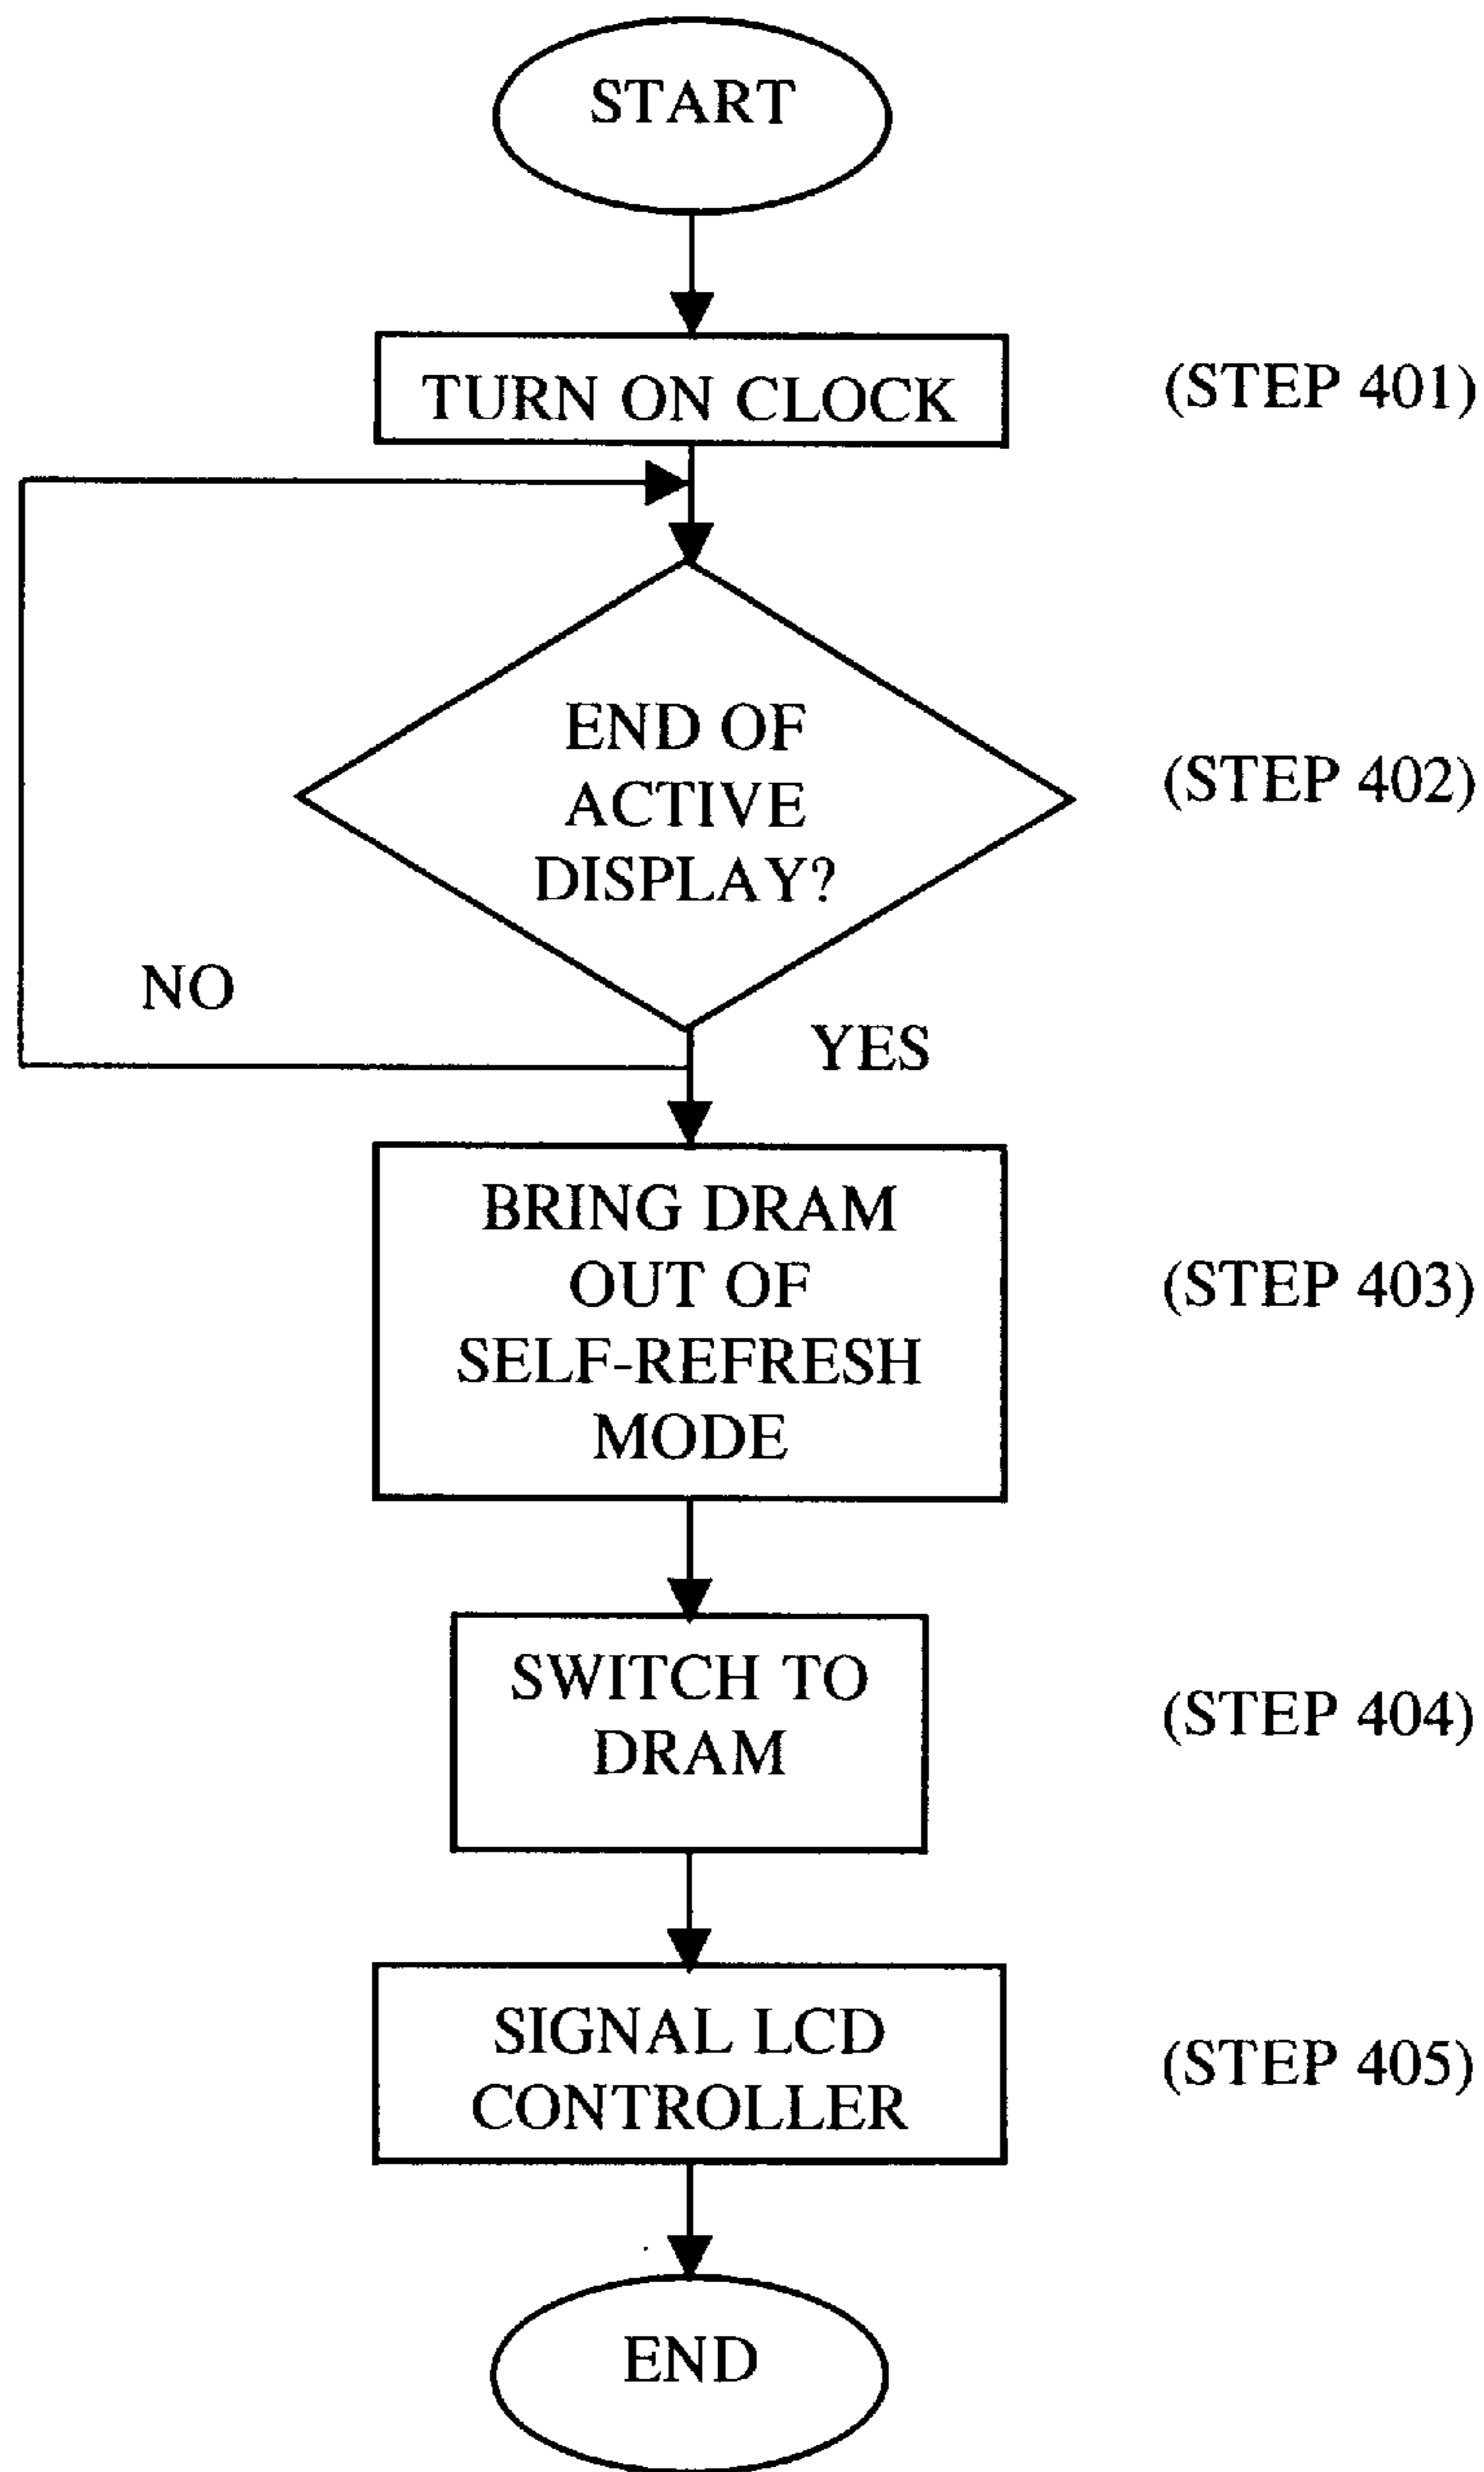 START
TURN ON CLOCK
(STEP 401)
END OF
ACTIVE
DISPLAY?
(STEP 402)
NO
YES
BRING DRAM
OUT OF
SELF-REFRESH
MODE
(STEP 403)
SWITCH TO
DRAM
(STEP 404)
SIGNAL LCD
CONTROLLER
(STEP 405)
END